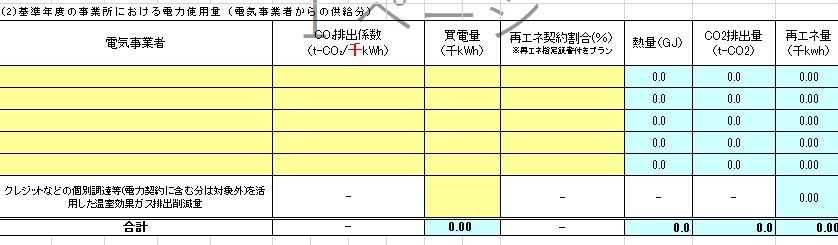 (2)基準年度の事業所における電力使用量（電気事業者からの供給分）
1 ページ
電気事業者 CO₂排出係数 買電量 再エネ契約割合(%) 熱量(GJ) CO2排出量 再エネ量
(t-CO₂/千kWh) (千kWh) ※再エネ指定証書付きプラン (t-CO2) (千kwh)
0.0 0.0 0.00
0.0 0.0 0.00
0.0 0.0 0.00
0.0 0.0 0.00
0.0 0.0 0.00
クレジットなどの個別調達等(電力契約に含む分は対象外)を活
用した温室効果ガス排出削減量 － － － － 0.00
合計 － 0.00 － 0.0 0.0 0.00